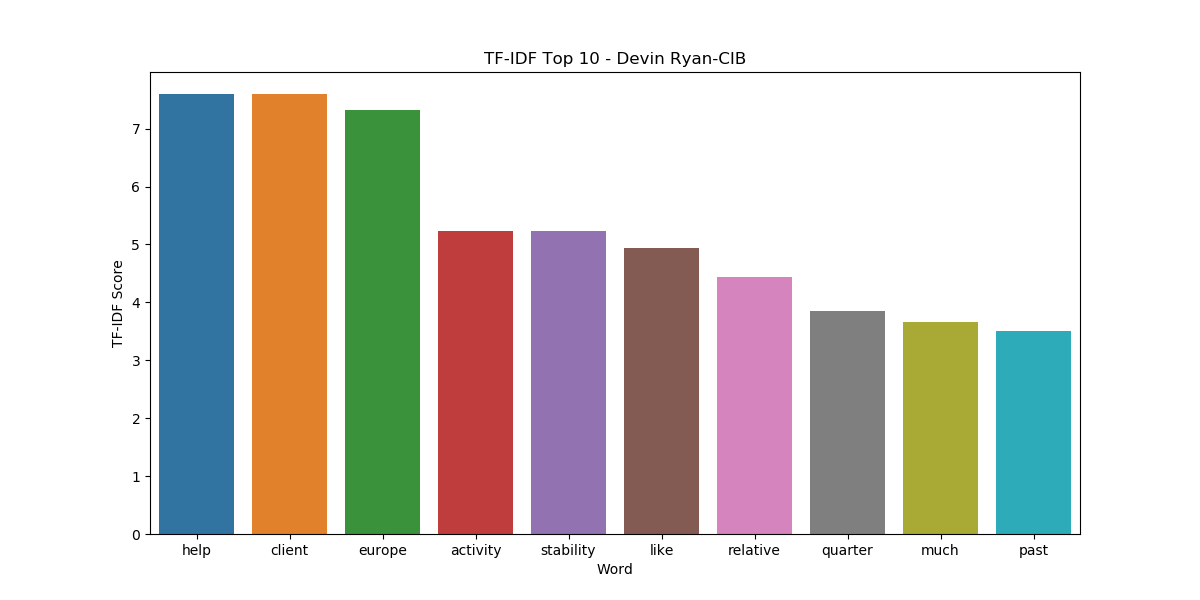 TF-IDF Top 10 - Devin Ryan-CIB
TF-IDF Score
7
6
5
4
3
2
1
0
help client europe activity stability like relative quarter much past
Word